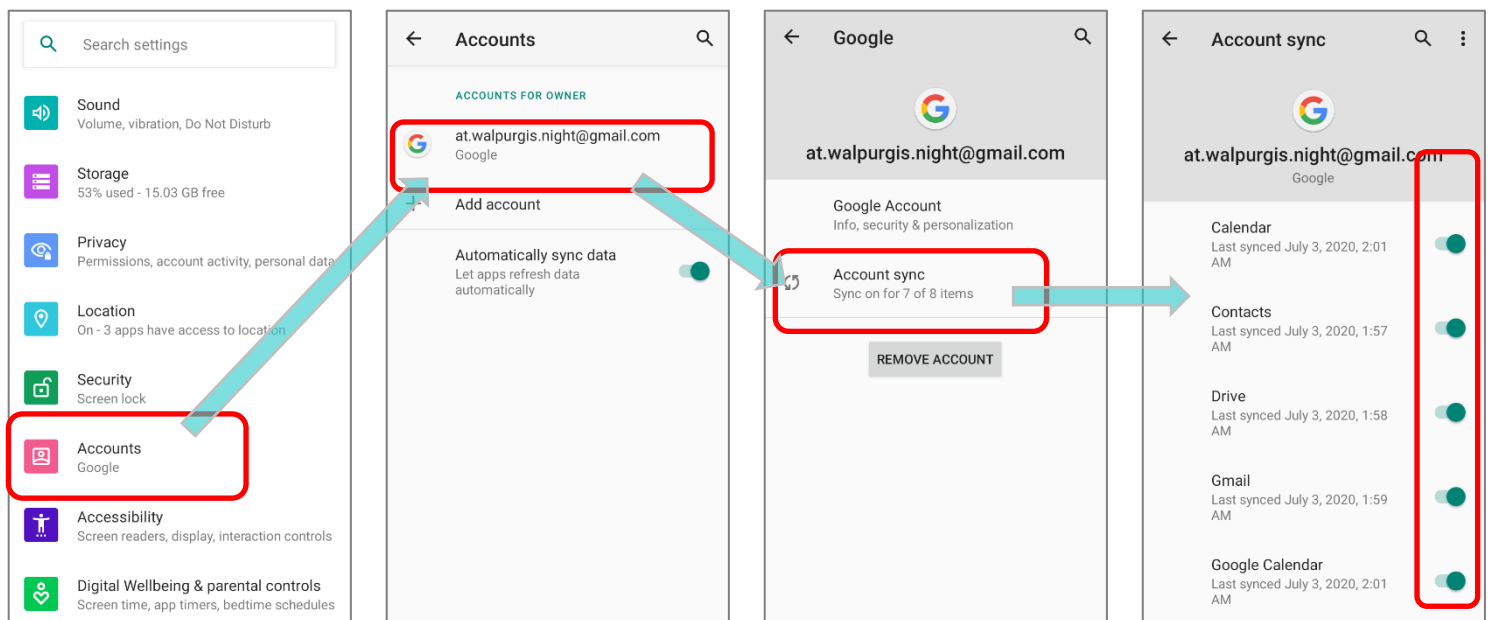 Search settings
Sound
Volume, vibration, Do Not Disturb
Storage
53% used - 15.03 GB free
Privacy
Permissions, account activity, personal data
Location
On - 3 apps have access to location
Security
Screen lock
Accounts
Google
Accessibility
Screen readers, display, interaction controls
Digital Wellbeing & parental controls
Screen time, app timers, bedtime schedules
Accounts
ACCOUNTS FOR OWNER
at.walpurgis.night@gmail.com
Google
Add account
Automatically sync data
Let apps refresh data
automatically
Google
at.walpurgis.night@gmail.com
Google Account
Info, security & personalization
Account sync
Sync on for 7 of 8 items
REMOVE ACCOUNT
Account sync
at.walpurgis.night@gmail.com
Google
Calendar
Last synced July 3, 2020, 2:01
AM
Contacts
Last synced July 3, 2020, 1:57
AM
Drive
Last synced July 3, 2020, 1:58
AM
Gmail
Last synced July 3, 2020, 1:59
AM
Google Calendar
Last synced July 3, 2020, 2:01
AM